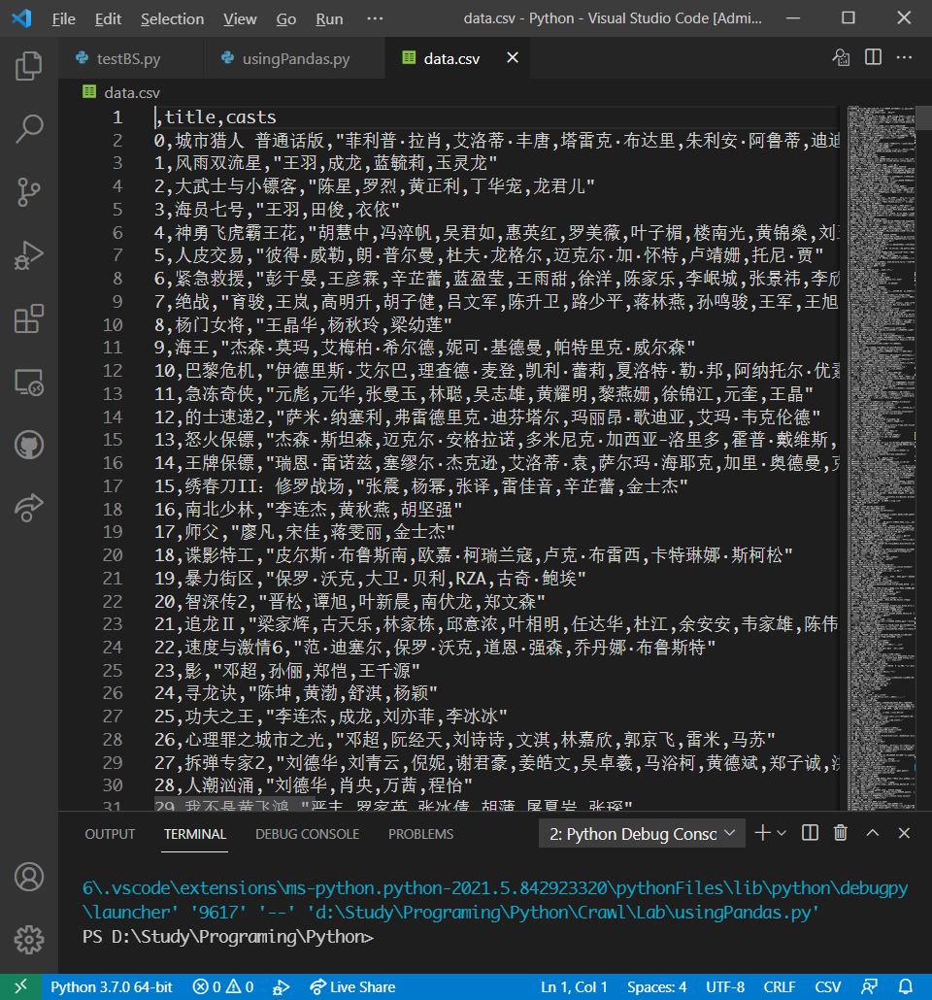 File Edit Selection View Go Run ··· data.csv - Python - Visual Studio Code [Admi...
testBS.py usingPandas.py data.csv
data.csv
1 ,title,casts
2 0,城市猎人 普通话版,"菲利普·拉肖,艾洛蒂·丰唐,塔雷克·布达里,朱利安·阿鲁蒂,迪迪
3 1,风雨双流星,"王羽,成龙,蓝毓莉,玉灵龙"
4 2,大武士与小镖客,"陈星,罗烈,黄正利,丁华宠,龙君儿"
5 3,海员七号,"王羽,田俊,衣依"
6 4,神勇飞虎霸王花,"胡慧中,冯淬帆,吴君如,惠英红,罗美薇,叶子楣,楼南光,黄锦燊,刘
7 5,人皮交易,"彼得·威勒,朗·普尔曼,杜夫·龙格尔,迈克尔·加·怀特,卢靖姗,托尼·贾"
8 6,紧急救援,"彭于晏,王彦霖,辛芷蕾,蓝盈莹,王雨甜,徐洋,陈家乐,李岷城,张景祎,李欣
9 7,绝战,"育骏,王岚,高明升,胡子健,吕文军,陈升卫,路少平,蒋林燕,孙鸣骏,王军,王旭
10 8,杨门女将,"王晶华,杨秋玲,梁幼莲"
11 9,海王,"杰森·莫玛,艾梅柏·希尔德,妮可·基德曼,帕特里克·威尔森"
12 10,巴黎危机,"伊德里斯·艾尔巴,理查德·麦登,凯利·蕾莉,夏洛特·勒·邦,阿纳托尔·优素
13 11,急冻奇侠,"元彪,元华,张曼玉,林聪,吴志雄,黄耀明,黎燕姗,徐锦江,元奎,王晶"
14 12,的士速递2,"萨米·纳塞利,弗雷德里克·迪芬塔尔,玛丽昂·歌迪亚,艾玛·韦克伦德"
15 13,怒火保镖,"杰森·斯坦森,迈克尔·安格拉诺,多米尼克·加西亚-洛里多,霍普·戴维斯,
16 14,王牌保镖,"瑞恩·雷诺兹,塞缪尔·杰克逊,艾洛蒂·袁,萨尔玛·海耶克,加里·奥德曼,克
17 15,绣春刀II：修罗战场,"张震,杨幂,张译,雷佳音,辛芷蕾,金士杰"
18 16,南北少林,"李连杰,黄秋燕,胡坚强"
19 17,师父,"廖凡,宋佳,蒋雯丽,金士杰"
20 18,谍影特工,"皮尔斯·布鲁斯南,欧嘉·柯瑞兰寇,卢克·布雷西,卡特琳娜·斯柯松"
21 19,暴力街区,"保罗·沃克,大卫·贝利,RZA,古奇·鲍埃"
22 20,智深传2,"晋松,谭旭,叶新晨,南伏龙,郑文森"
23 21,追龙Ⅱ,"梁家辉,古天乐,林家栋,邱意浓,叶相明,任达华,杜江,余安安,韦家雄,陈伟
24 22,速度与激情6,"范·迪塞尔,保罗·沃克,道恩·强森,乔丹娜·布鲁斯特"
25 23,影,"邓超,孙俪,郑恺,王千源"
26 24,寻龙诀,"陈坤,黄渤,舒淇,杨颖"
27 25,功夫之王,"李连杰,成龙,刘亦菲,李冰冰"
28 26,心理罪之城市之光,"邓超,阮经天,刘诗诗,文淇,林嘉欣,郭京飞,雷米,马苏"
29 27,拆弹专家2,"刘德华,刘青云,倪妮,谢君豪,姜皓文,吴卓羲,马浴柯,黄德斌,郑子诚,洪
30 28,人潮汹涌,"刘德华,肖央,万茜,程怡"
31 29,我不是黄飞鸿,"严丰,罗家英,张冰倩,胡蒲,屠夏岩,张琛"
OUTPUT TERMINAL DEBUG CONSOLE PROBLEMS 2: Python Debug Consc
6\.vscode\extensions\ms-python.python-2021.5.842923320\pythonFiles\lib\python\debugpy
\launcher' '9617' '--' 'd:\Study\Programing\Python\Crawl\Lab\usingPandas.py'
PS D:\Study\Programing\Python>
Python 3.7.0 64-bit 0 0 Live Share Ln 1, Col 1 Spaces: 4 UTF-8 CRLF CSV